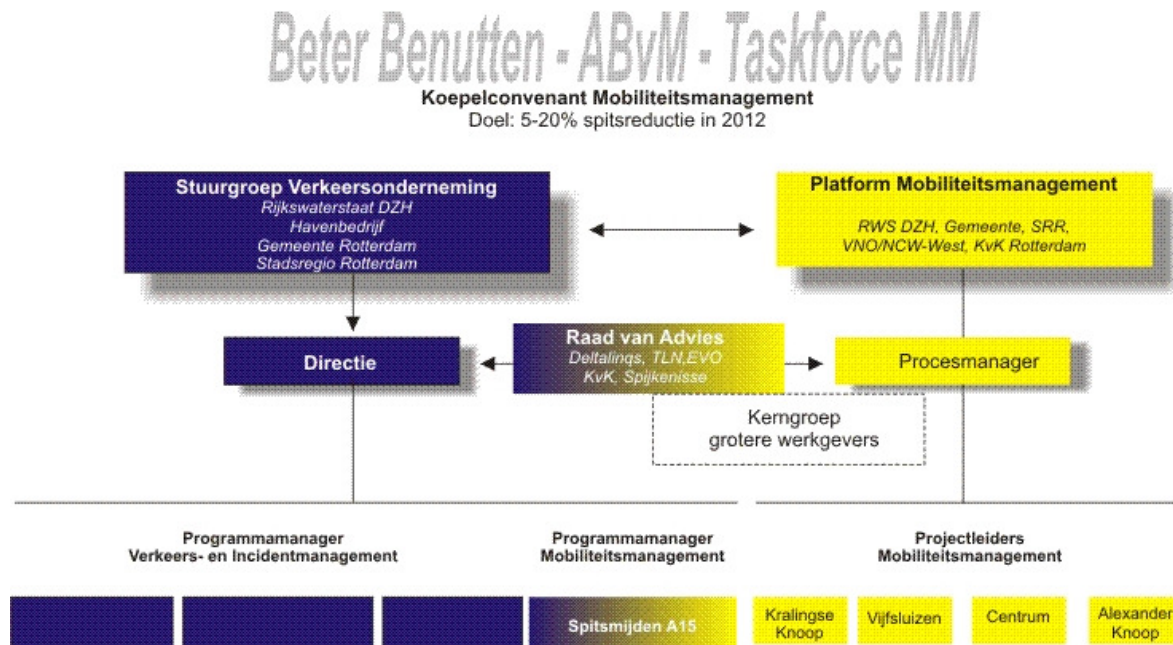 Beter Benutten - ABvM - Taskforce MM
Koepelconvenant Mobiliteitsmanagement
Doel: 5-20% spitsreductie in 2012
Stuurgroep Verkeersonderneming
Rijkswaterstaat DZH
Havenbedrijf
Gemeente Rotterdam
Stadsregio Rotterdam
Platform Mobiliteitsmanagement
RWS DZH, Gemeente, SRR,
VNO/NCW-West, KvK Rotterdam
Directie
Raad van Advies
Deltalinqs, TLN,EVO
KvK, Spijkenisse
Procesmanager
Kerngroep
grotere werkgevers
Programmamanager
Verkeers- en Incidentmanagement
Programmamanager
Mobiliteitsmanagement
Projectleiders
Mobiliteitsmanagement
Spitsmijden A15
Kralingse
Knoop
Vijfsluizen
Centrum
Alexander
Knoop